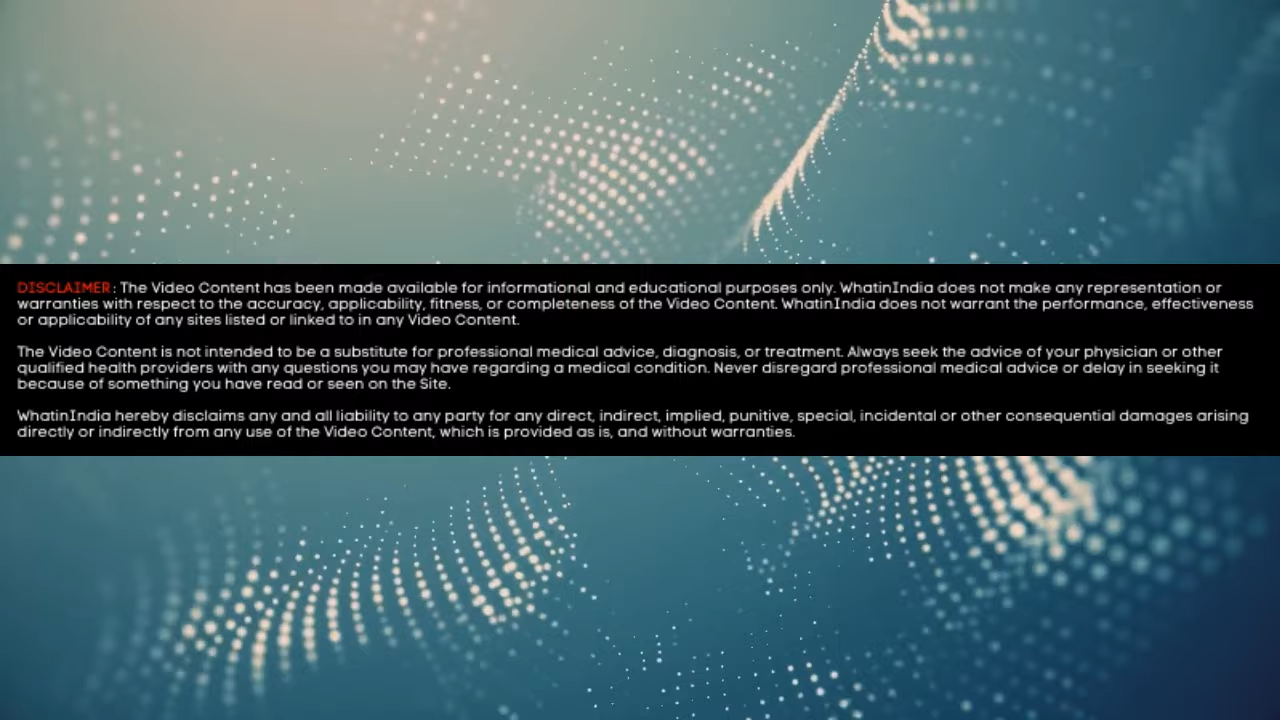 DISCLAIMER: The Video Content has been made available for informational and educational purposes only. WhatinIndia does not make any representation or
warranties with respect to the accuracy, applicability, fitness, or completeness of the Video Content. WhatinIndia does not warrant the performance, effectiveness
or applicability of any sites listed or linked to in any Video Content.
The Video Content is not intended to be a substitute for professional medical advice, diagnosis, or treatment. Always seek the advice of your physician or other
qualified health providers with any questions you may have regarding a medical condition. Never disregard professional medical advice or delay in seeking it
because of something you have read or seen on the Site.
WhatinIndia hereby disclaims any and all liability to any party for any direct, indirect, implied, punitive, special, incidental or other consequential damages arising
directly or indirectly from any use of the Video Content, which is provided as is, and without warranties.